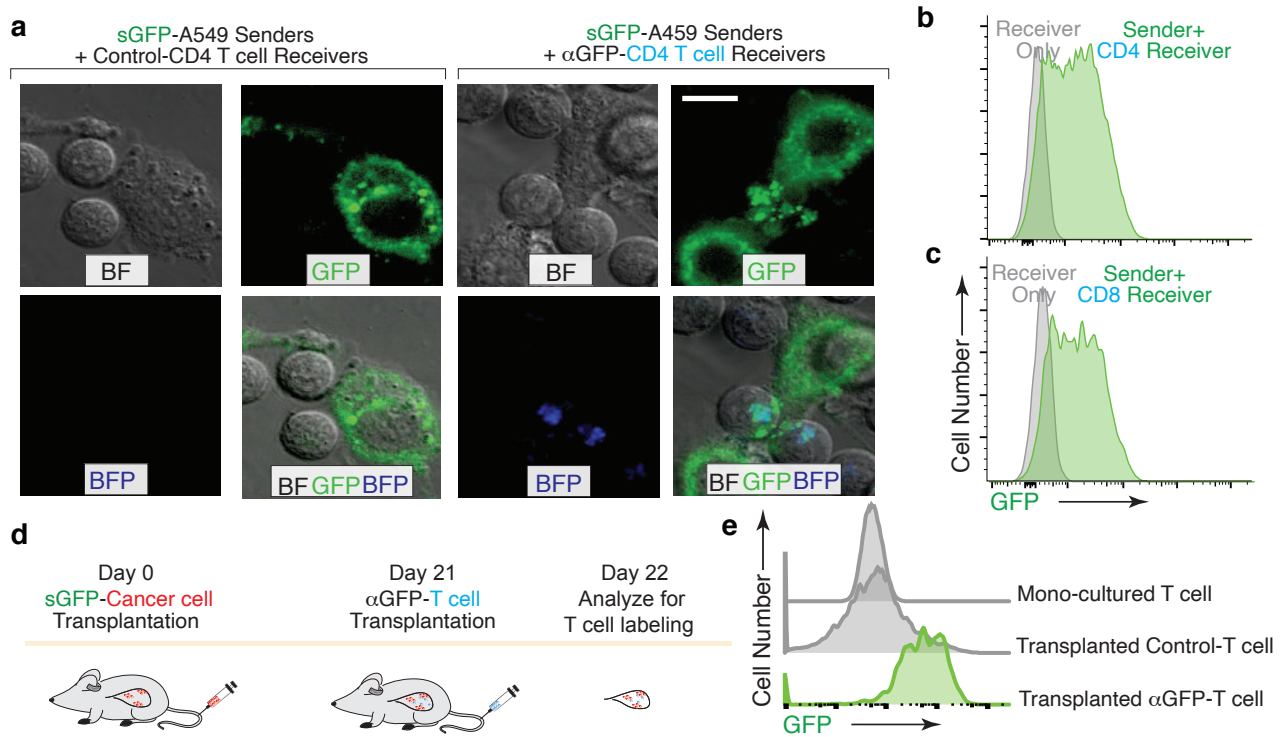 a
sGFP-A549 Senders
+ Control-CD4 T cell Receivers
sGFP-A459 Senders
+ αGFP-CD4 T cell Receivers
BF
GFP
BF
GFP
BFP
BF GFP BFP
BFP
BF GFP BFP
b
Receiver
Only
Sender+
CD4 Receiver
c
Receiver
Only
Sender+
CD8 Receiver
Cell Number
GFP
d
Day 0
sGFP-Cancer cell
Transplantation
Day 21
αGFP-T cell
Transplantation
Day 22
Analyze for
T cell labeling
e
Cell Number
Mono-cultured T cell
Transplanted Control-T cell
Transplanted αGFP-T cell
GFP